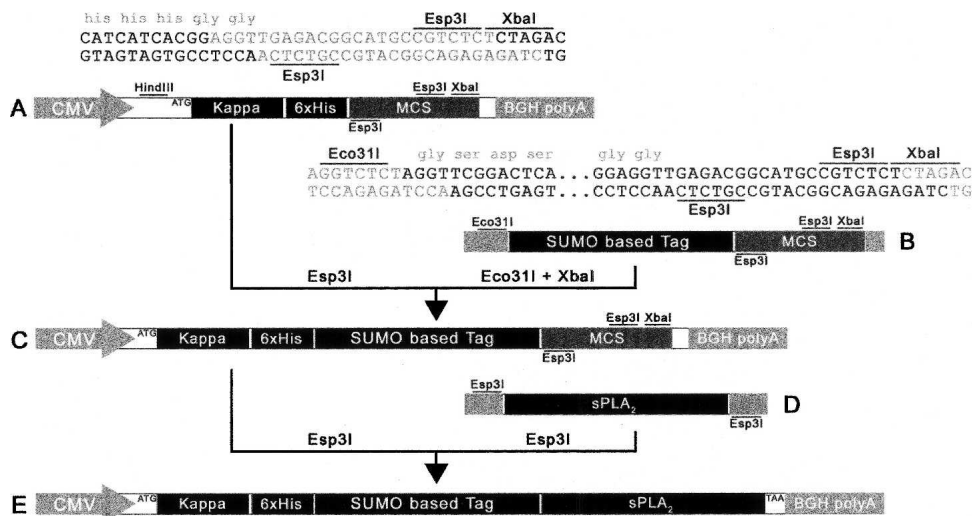 his his his gly gly
Esp3I XbaI
CATCATCACGGAGGTTGAGACGGCATGCCGTCTCTCTAGAC
GTAGTAGTGCCTCCAACTCTGCCGTACGGCAGAGAGATCTG
Esp3I
HindIII
Esp3I XbaI
A CMV ATG Kappa 6xHis MCS BGH polyA
Esp3I
Eco31I gly ser asp ser gly gly Esp3I XbaI
AGGTCTCTAGGTTCGGACTCA...GGAGGTTGAGACGGCATGCCGTCTCTCTAGAC
TCCAGAGATCCAAGCCTGAGT...CCTCCAACTCTGCCGTACGGCAGAGAGATCTG
Esp3I
Eco31I Esp3I XbaI
SUMO based Tag MCS B
Esp3I
Esp3I Eco31I + XbaI
Esp3I XbaI
C CMV ATG Kappa 6xHis SUMO based Tag MCS BGH polyA
Esp3I
Esp3I
sPLA₂ D
Esp3I
Esp3I Esp3I
E CMV ATG Kappa 6xHis SUMO based Tag sPLA₂ TAA BGH polyA